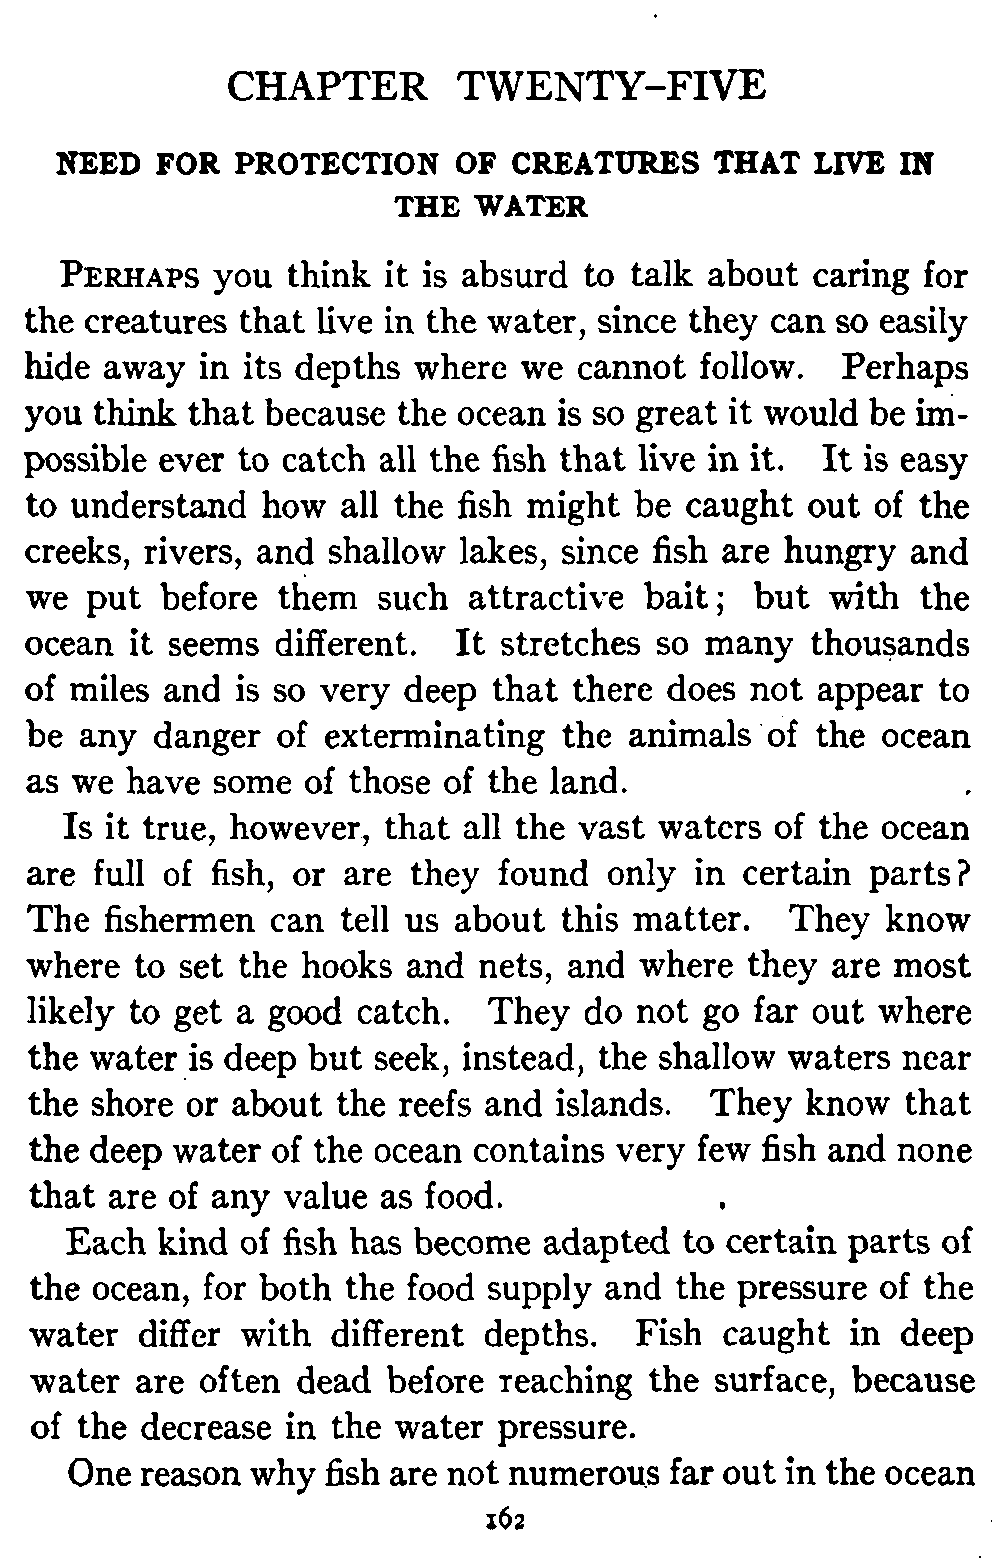 CHAPTER TWENTY-FIVE
NEED FOR PROTECTION OF CREATURES THAT LIVE IN
THE WATER
PERHAPS you think it is absurd to talk about caring for
the creatures that live in the water, since they can so easily
hide away in its depths where we cannot follow. Perhaps
you think that because the ocean is so great it would be im-
possible ever to catch all the fish that live in it. It is easy
to understand how all the fish might be caught out of the
creeks, rivers, and shallow lakes, since fish are hungry and
we put before them such attractive bait; but with the
ocean it seems different. It stretches so many thousands
of miles and is so very deep that there does not appear to
be any danger of exterminating the animals of the ocean
as we have some of those of the land.
Is it true, however, that all the vast waters of the ocean
are full of fish, or are they found only in certain parts?
The fishermen can tell us about this matter. They know
where to set the hooks and nets, and where they are most
likely to get a good catch. They do not go far out where
the water is deep but seek, instead, the shallow waters near
the shore or about the reefs and islands. They know that
the deep water of the ocean contains very few fish and none
that are of any value as food.
Each kind of fish has become adapted to certain parts of
the ocean, for both the food supply and the pressure of the
water differ with different depths. Fish caught in deep
water are often dead before reaching the surface, because
of the decrease in the water pressure.
One reason why fish are not numerous far out in the ocean
162